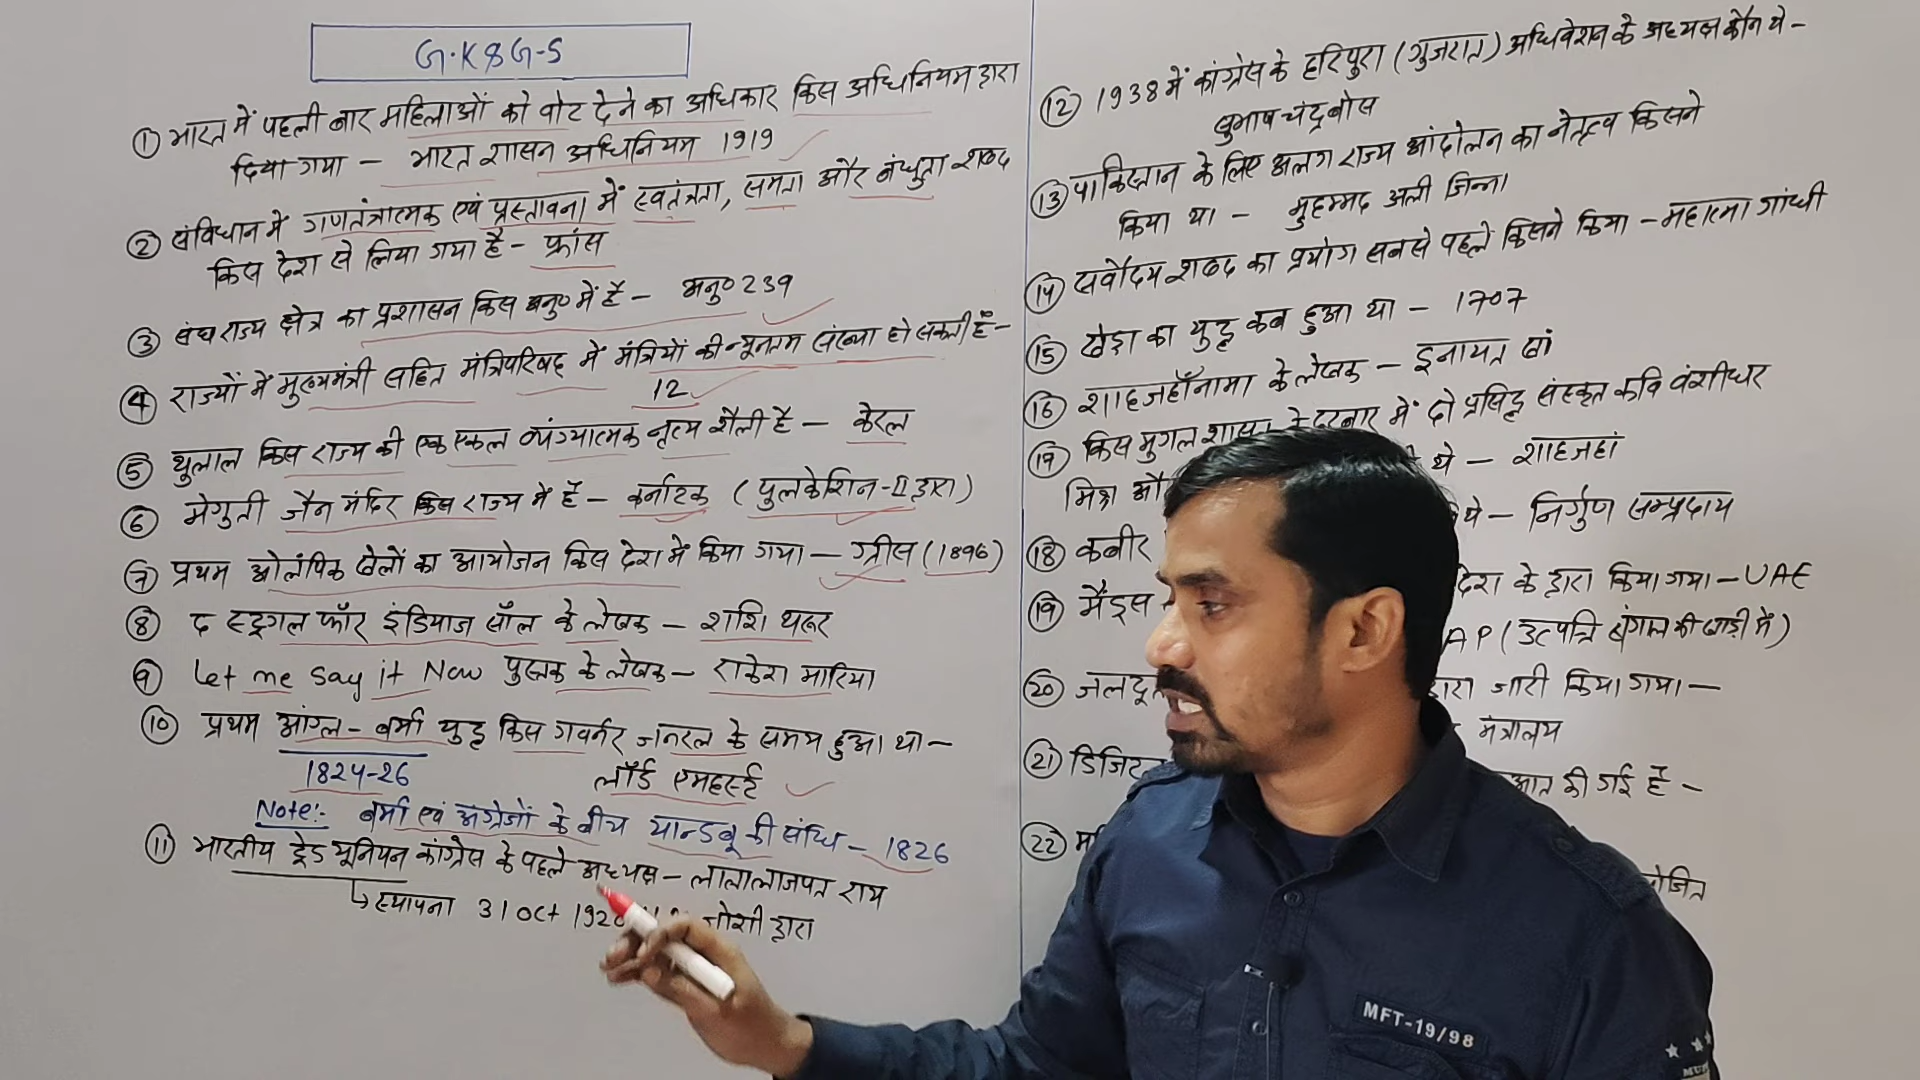 G.K & G.S
① भारत में पहली बार महिलाओं को वोट देने का अधिकार किस अधिनियम द्वारा
दिया गया – भारत शासन अधिनियम 1919
② संविधान में गणतंत्रात्मक एवं प्रस्तावना में स्वतंत्रता, समता और बंधुता शब्द
किस देश से लिया गया है – फ्रांस
③ संघ राज्य क्षेत्र का प्रशासन किस अनु० में है – अनु० 239
④ राज्यों में मुख्यमंत्री सहित मंत्रिपरिषद में मंत्रियों की न्यूनतम संख्या हो सकती है –
12
⑤ थुलाल किस राज्य की एक एकल व्यंग्यात्मक नृत्य शैली है – केरल
⑥ मेगुती जैन मंदिर किस राज्य में है – कर्नाटक (पुलकेशिन-II द्वारा)
⑦ प्रथम ओलंपिक खेलों का आयोजन किस देश में किया गया – ग्रीस (1896)
⑧ द स्ट्रगल फॉर इंडियाज सॉल के लेखक – शशि थरूर
⑨ Let me say it Now पुस्तक के लेखक – राकेश मारिया
⑩ प्रथम आंग्ल-बर्मा युद्ध किस गवर्नर जनरल के समय हुआ था –
1824-26 लॉर्ड एमहर्स्ट
Note:- बर्मा एवं अंग्रेजों के बीच यान्डबू की संधि – 1826
⑪ भारतीय ट्रेड यूनियन कांग्रेस के पहले अध्यक्ष – लाला लाजपत राय
↳ स्थापना 31 Oct 192 जोशी द्वारा
⑫ 1938 में कांग्रेस के हरिपुरा (गुजरात) अधिवेशन के अध्यक्ष कौन थे –
सुभाष चंद्र बोस
⑬ पाकिस्तान के लिए अलग राज्य आंदोलन का नेतृत्व किसने
किया था – मुहम्मद अली जिन्ना
⑭ सर्वोदय शब्द का प्रयोग सबसे पहले किसने किया – महात्मा गांधी
⑮ खेड़ा का युद्ध कब हुआ था – 1707
⑯ शाहजहाँनामा के लेखक – इनायत खां
⑰ किस मुगल शासक के दरबार में दो प्रसिद्ध संस्कृत कवि वंशीधर
मिश्र औ थे – शाहजहां
⑱ कबीर थे – निर्गुण सम्प्रदाय
⑲ मैंड्स देश के द्वारा किया गया – UAE
AP (उत्पत्ति बंगाल की खाड़ी में)
⑳ जलदू द्वारा जारी किया गया –
मंत्रालय
㉑ डिजिट की गई है –
㉒
MFT-19/98